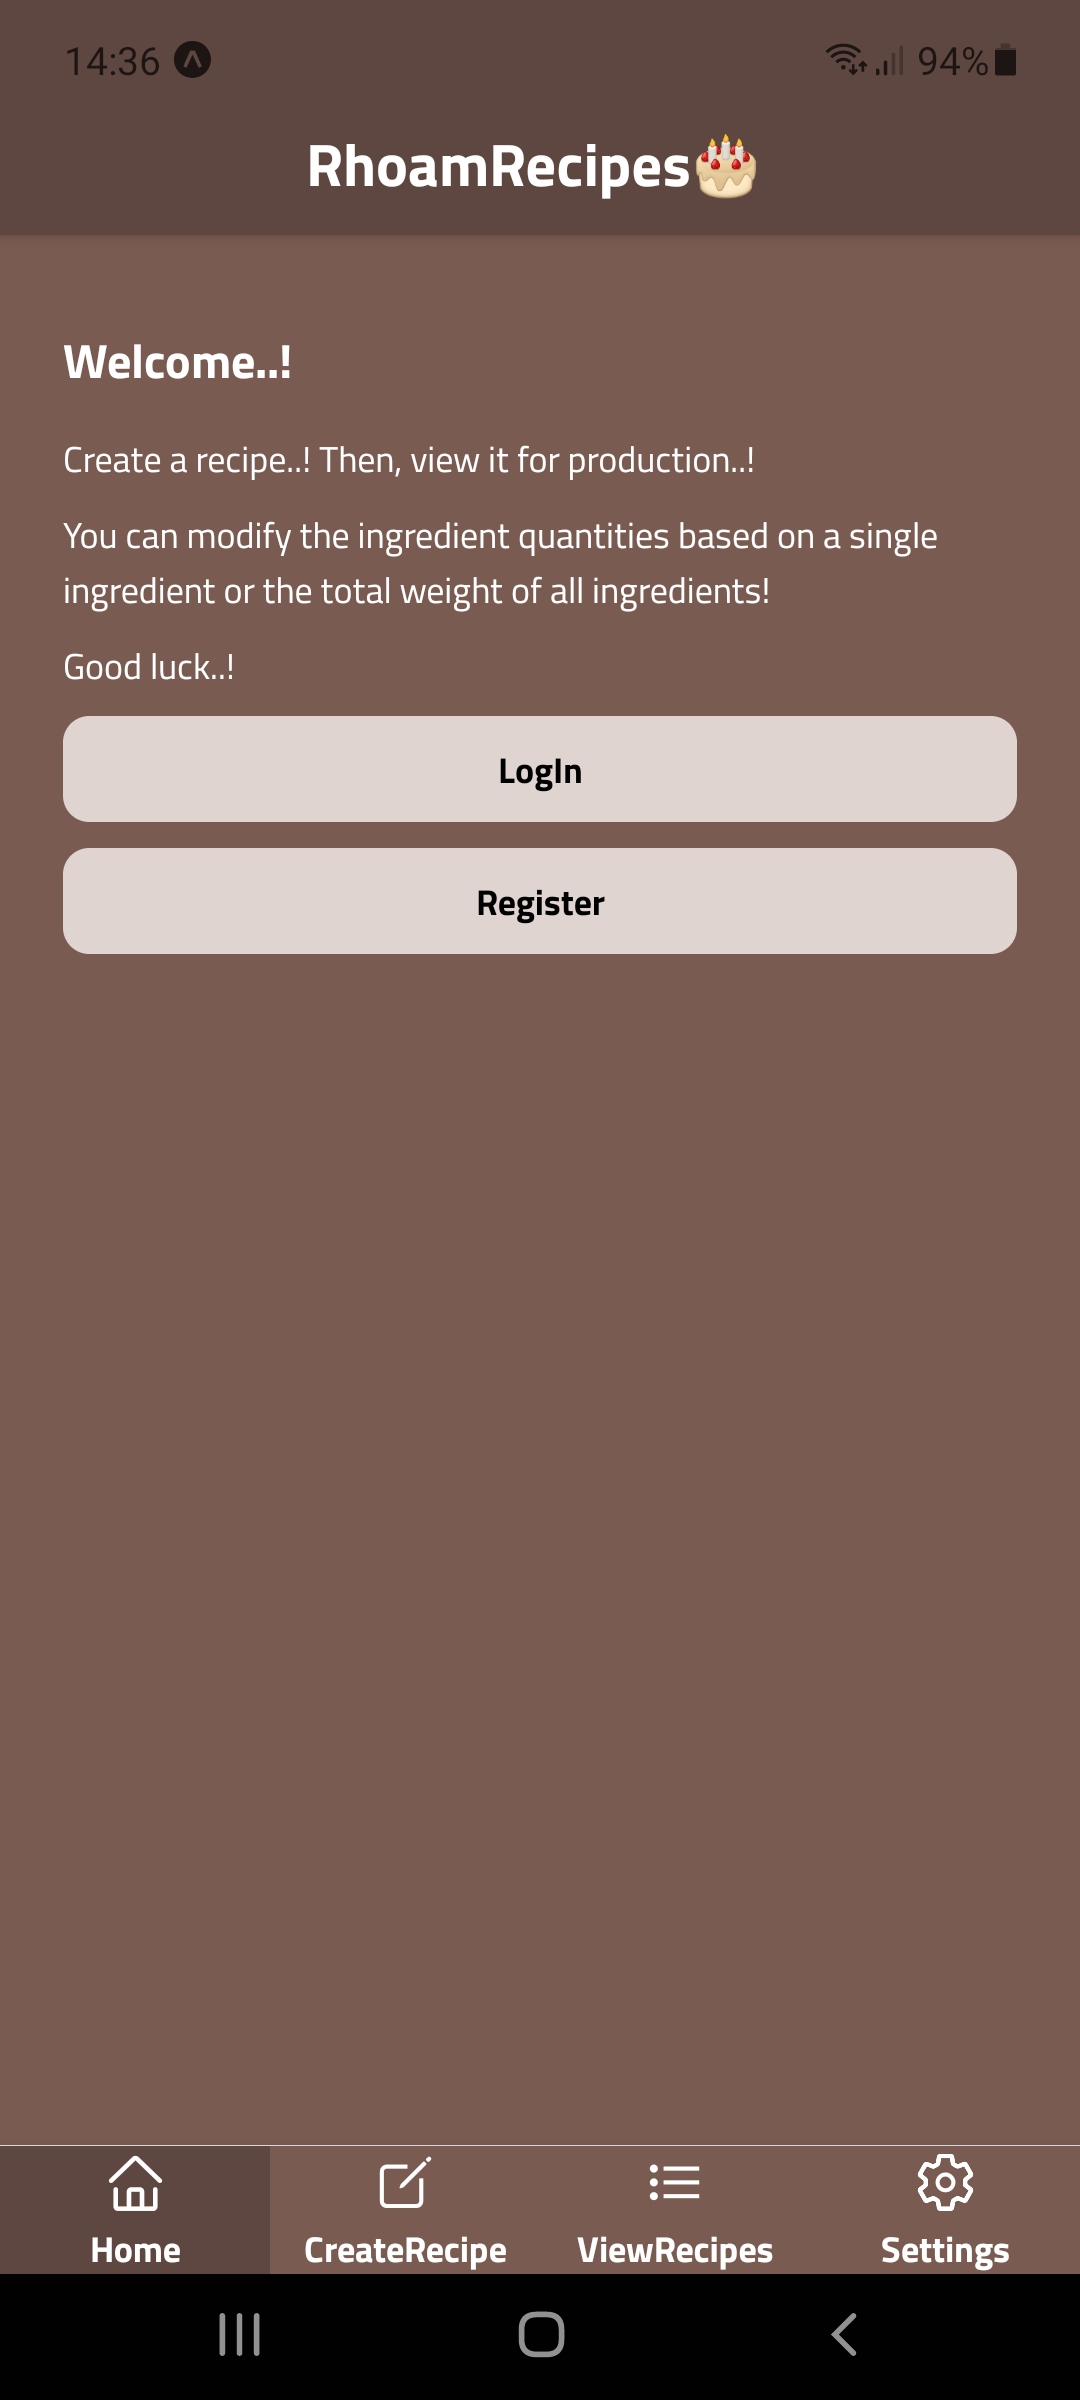 14:36 94%
RhoamRecipes🎂
Welcome..!
Create a recipe..! Then, view it for production..!
You can modify the ingredient quantities based on a single
ingredient or the total weight of all ingredients!
Good luck..!
LogIn
Register
Home CreateRecipe ViewRecipes Settings